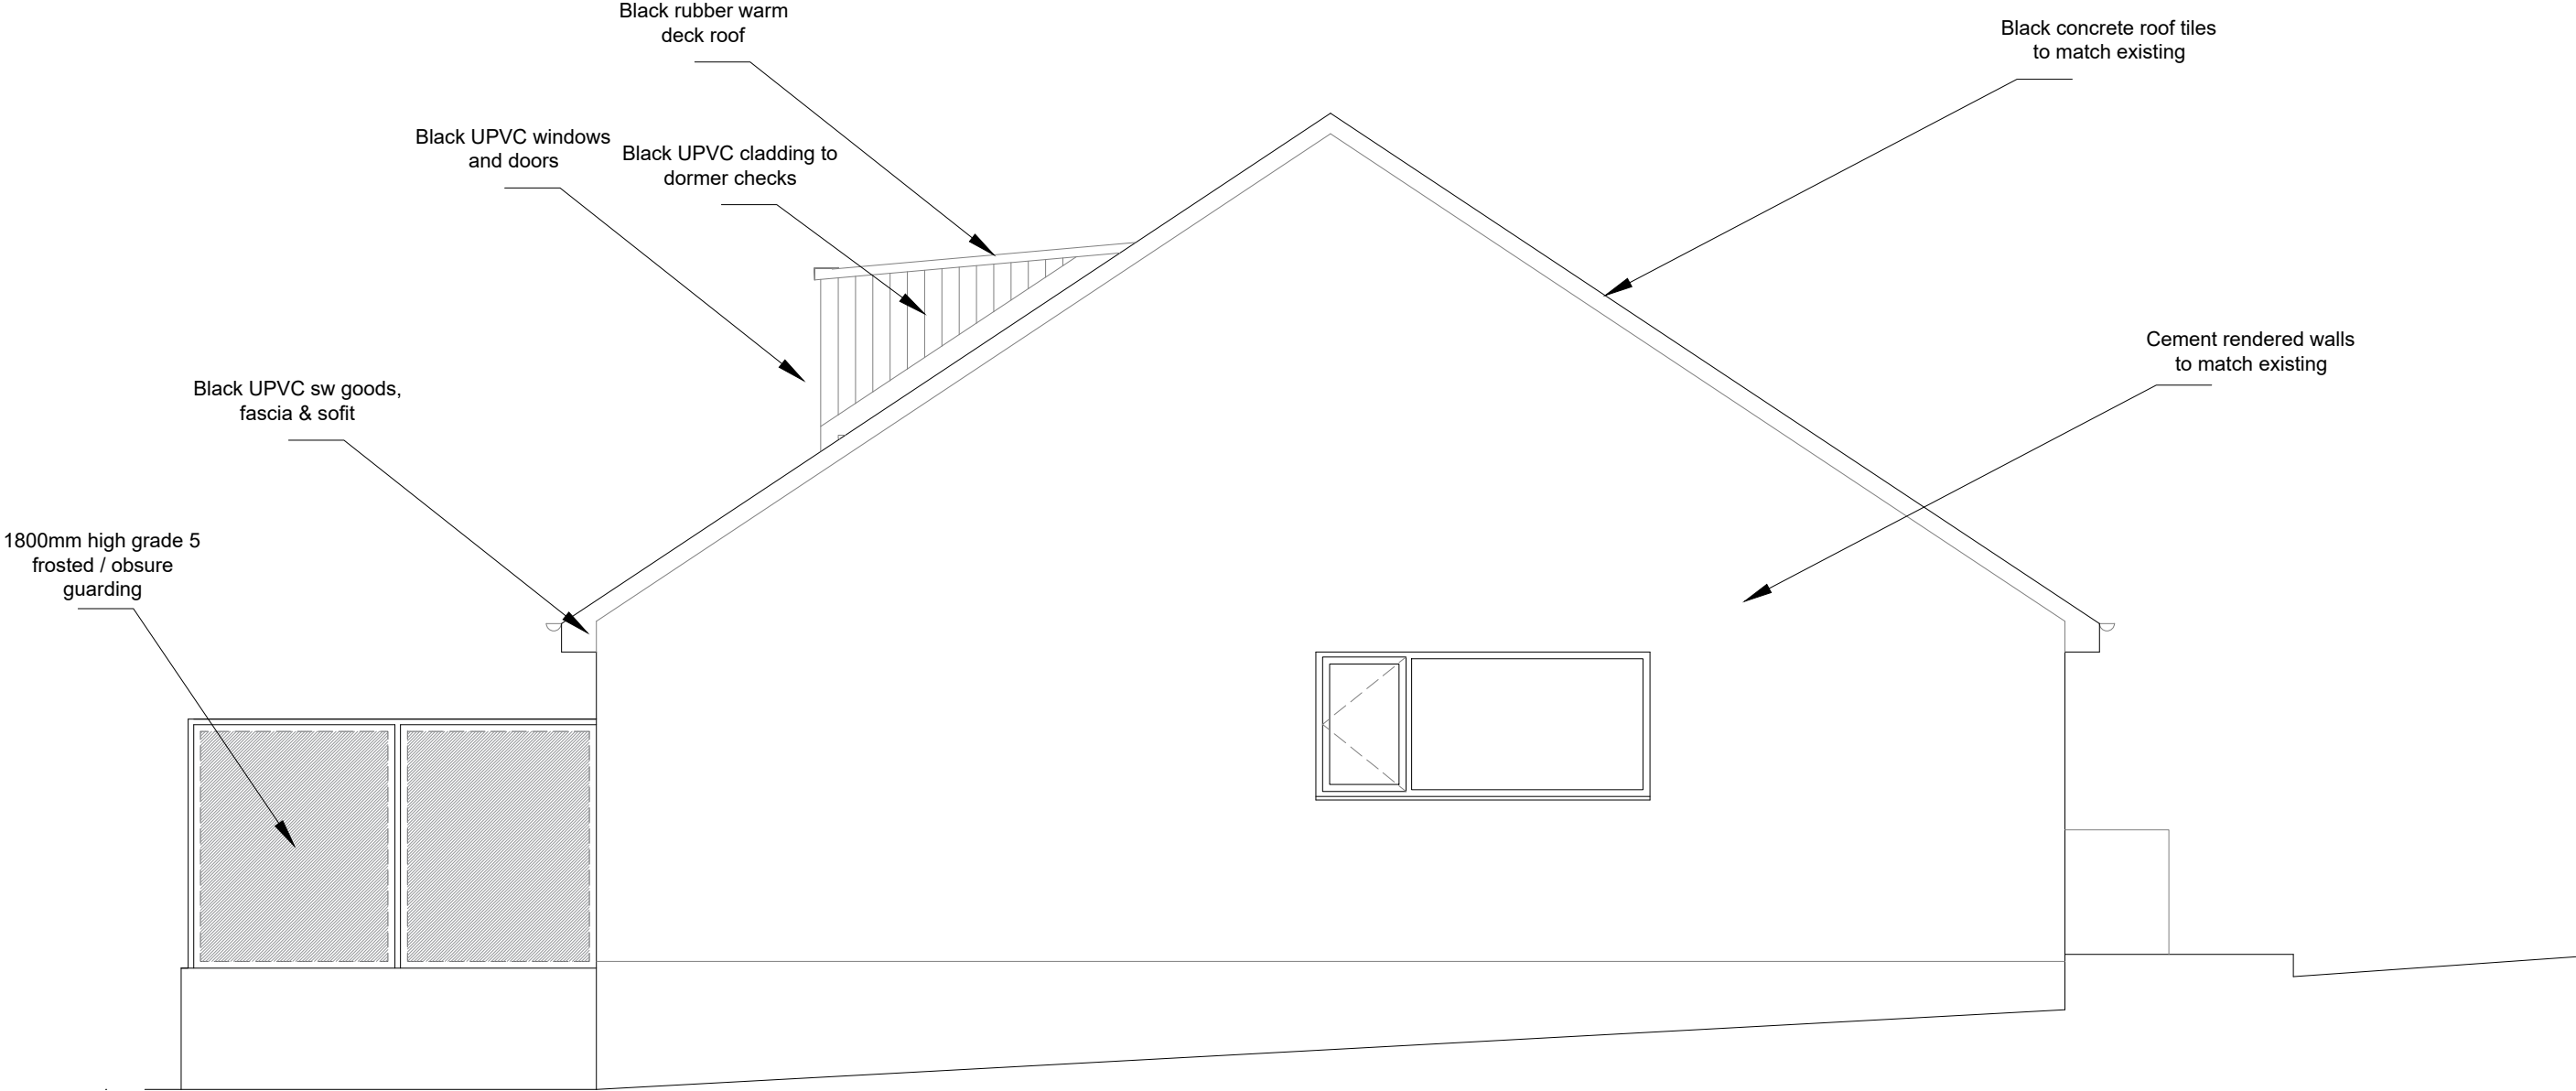 Black rubber warm
deck roof
Black concrete roof tiles
to match existing
Black UPVC windows
and doors
Black UPVC cladding to
dormer checks
Cement rendered walls
to match existing
Black UPVC sw goods,
fascia & sofit
1800mm high grade 5
frosted / obsure
guarding